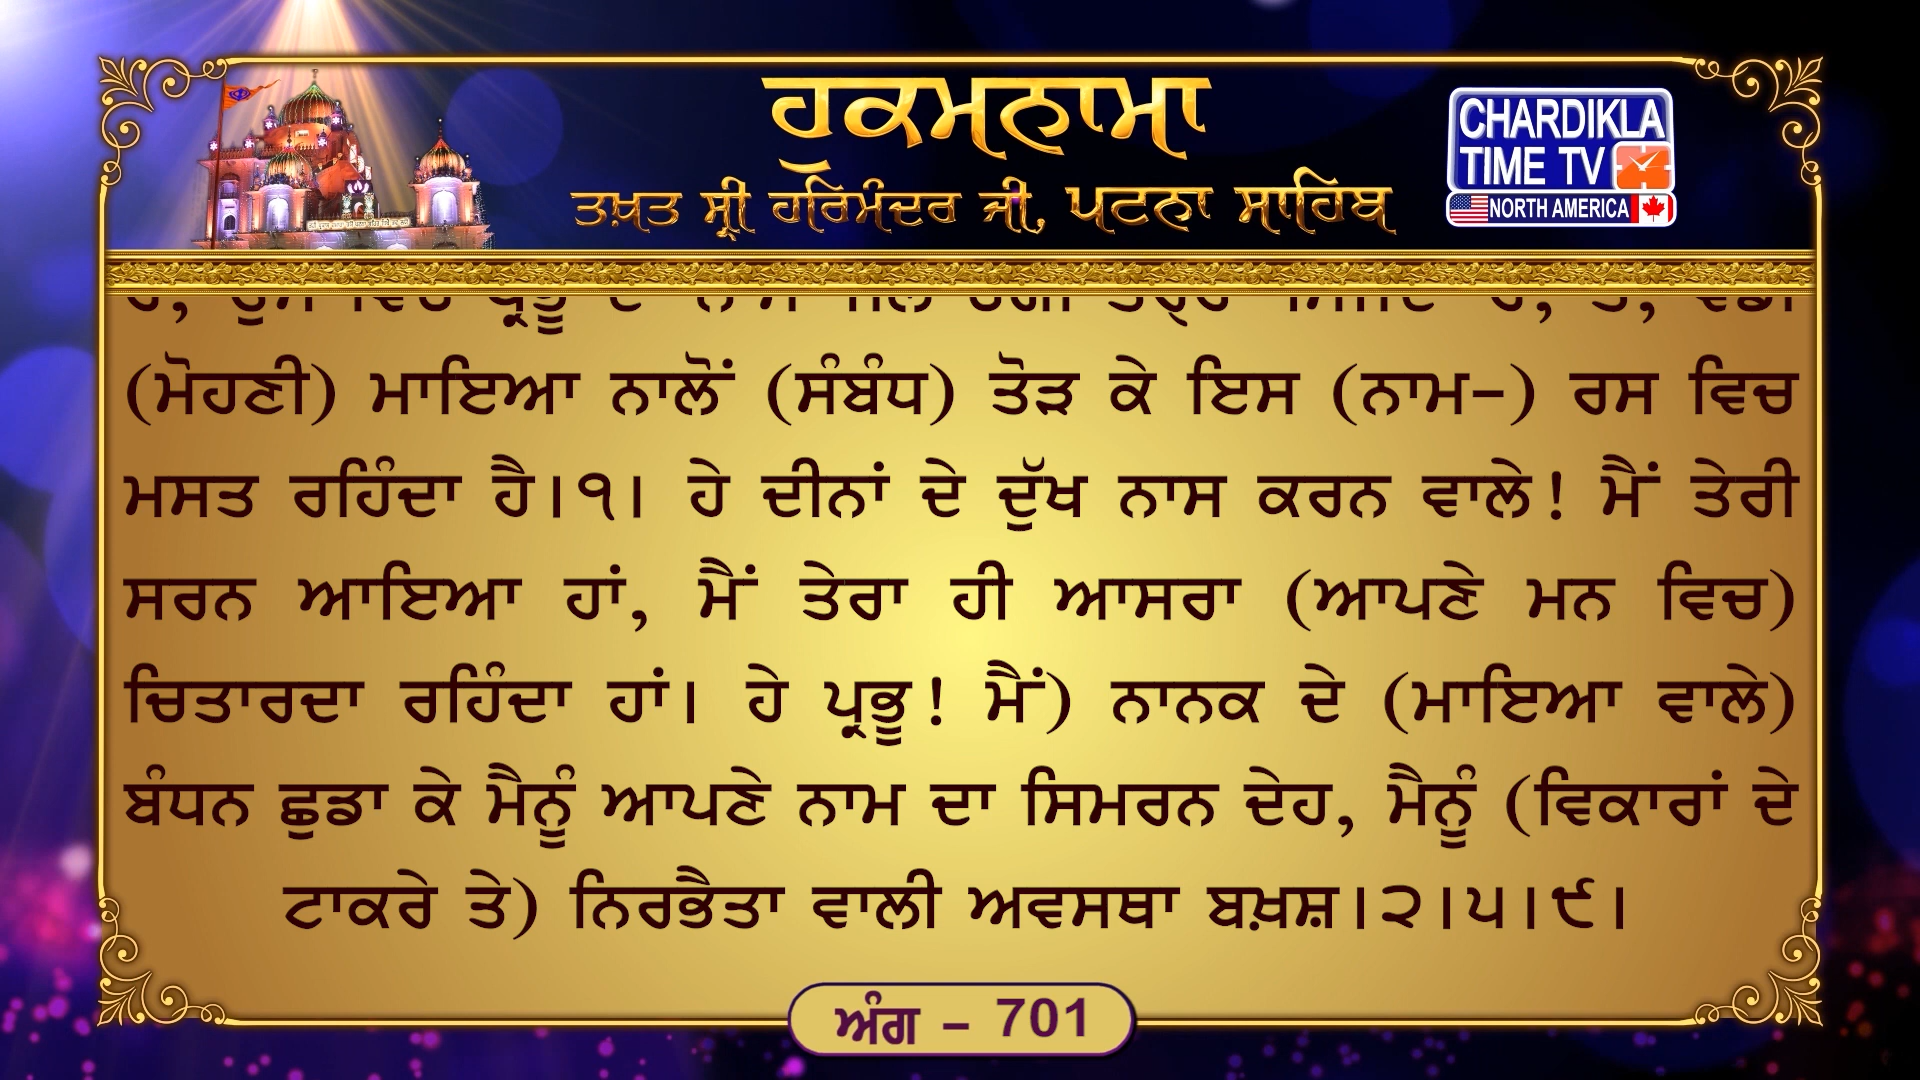 ਹੁਕਮਨਾਮਾ
ਤਖ਼ਤ ਸ੍ਰੀ ਹਰਿਮੰਦਰ ਜੀ, ਪਟਨਾ ਸਾਹਿਬ
CHARDIKLA
TIME TV
NORTH AMERICA
(ਮੋਹਣੀ) ਮਾਇਆ ਨਾਲੋਂ (ਸੰਬੰਧ) ਤੋੜ ਕੇ ਇਸ (ਨਾਮ-) ਰਸ ਵਿਚ
ਮਸਤ ਰਹਿੰਦਾ ਹੈ।੧। ਹੇ ਦੀਨਾਂ ਦੇ ਦੁੱਖ ਨਾਸ ਕਰਨ ਵਾਲੇ! ਮੈਂ ਤੇਰੀ
ਸਰਨ ਆਇਆ ਹਾਂ, ਮੈਂ ਤੇਰਾ ਹੀ ਆਸਰਾ (ਆਪਣੇ ਮਨ ਵਿਚ)
ਚਿਤਾਰਦਾ ਰਹਿੰਦਾ ਹਾਂ। ਹੇ ਪ੍ਰਭੂ! ਮੈਂ) ਨਾਨਕ ਦੇ (ਮਾਇਆ ਵਾਲੇ)
ਬੰਧਨ ਛੁਡਾ ਕੇ ਮੈਨੂੰ ਆਪਣੇ ਨਾਮ ਦਾ ਸਿਮਰਨ ਦੇਹ, ਮੈਨੂੰ (ਵਿਕਾਰਾਂ ਦੇ
ਟਾਕਰੇ ਤੇ) ਨਿਰਭੈਤਾ ਵਾਲੀ ਅਵਸਥਾ ਬਖ਼ਸ਼।੨।੫।੯।
ਅੰਗ - 701